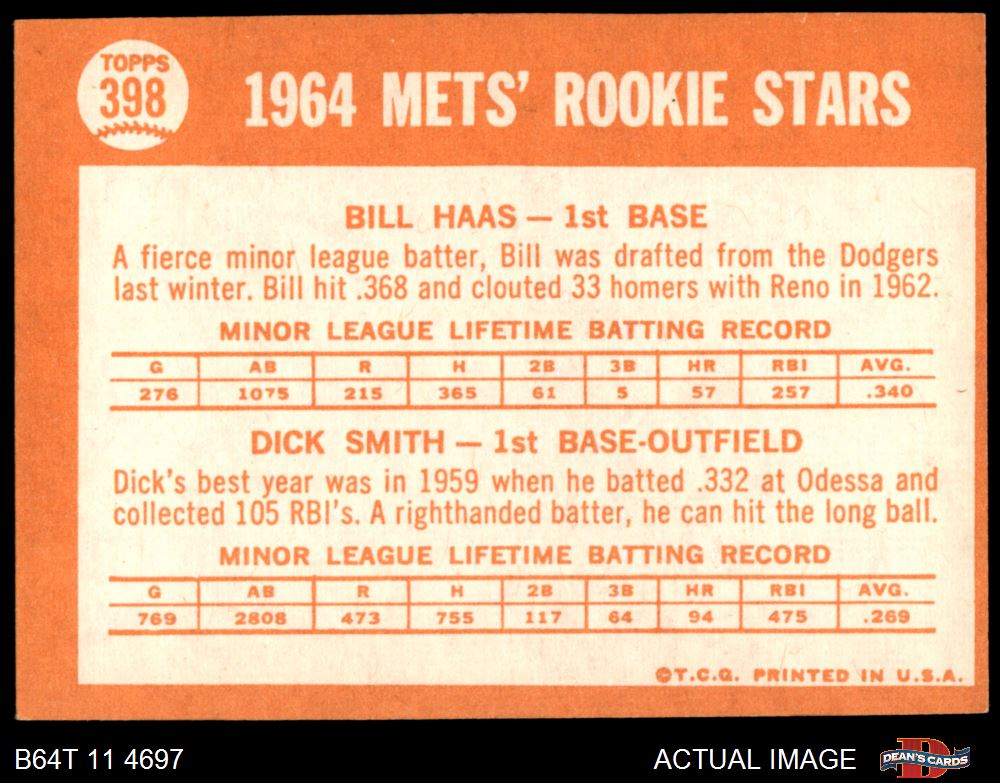 TOPPS
398
1964 METS' ROOKIE STARS
BILL HAAS — 1st BASE
A fierce minor league batter, Bill was drafted from the Dodgers
last winter. Bill hit .368 and clouted 33 homers with Reno in 1962.
MINOR LEAGUE LIFETIME BATTING RECORD
G AB R H 2B 3B HR RBI AVG.
276 1075 215 365 61 5 57 257 .340
DICK SMITH — 1st BASE-OUTFIELD
Dick's best year was in 1959 when he batted .332 at Odessa and
collected 105 RBI's. A righthanded batter, he can hit the long ball.
MINOR LEAGUE LIFETIME BATTING RECORD
G AB R H 2B 3B HR RBI AVG.
769 2808 473 755 117 64 94 475 .269
©T.C.G. PRINTED IN U.S.A.
B64T 11 4697
ACTUAL IMAGE
D
DEAN'S CARDS